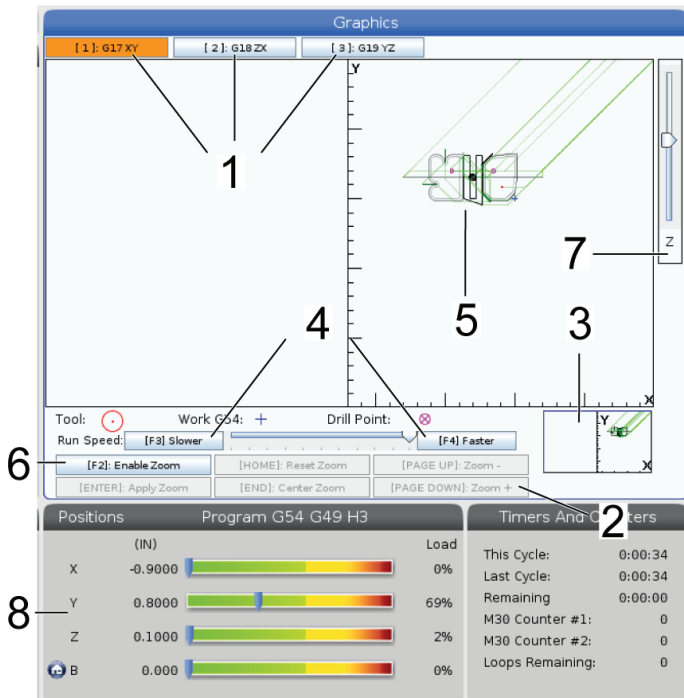 Graphics
[ 1 ]: G17 XY [ 2 ]: G18 ZX [ 3 ]: G19 YZ
Y
1
Z
7
5
4
3
X
Tool: Work G54: + Drill Point:
Y
Run Speed: [F3] Slower [F4] Faster
6 [F2]: Enable Zoom [HOME]: Reset Zoom [PAGE UP]: Zoom -
X
[ENTER]: Apply Zoom [END]: Center Zoom [PAGE DOWN]: Zoom +
2
Positions Program G54 G49 H3 Timers And Counters
(IN) Load
X -0.9000 0%
8 Y 0.8000 69%
Z 0.1000 2%
B 0.000 0%
This Cycle: 0:00:34
Last Cycle: 0:00:34
Remaining 0:00:00
M30 Counter #1: 0
M30 Counter #2: 0
Loops Remaining: 0